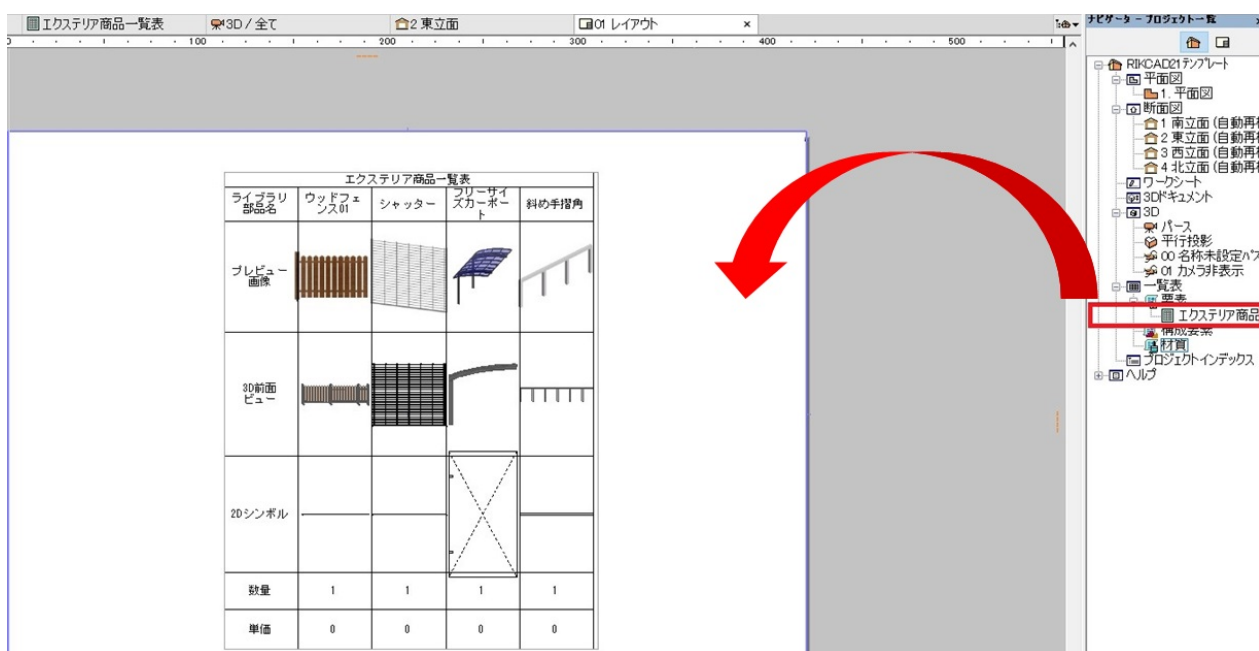 エクステリア商品一覧表
3D / 全て
2 東立面
01 レイアウト
×
ナビゲータ - プロジェクト一覧
100
200
300
400
500
RIKCAD21テンプレート
平面図
1. 平面図
断面図
1 南立面 (自動再
2 東立面 (自動再
3 西立面 (自動再
4 北立面 (自動再
ワークシート
3Dドキュメント
3D
パース
平行投影
00 名称未設定パス
01 カメラ非表示
一覧表
要素
エクステリア商品
構成要素
材質
プロジェクトインデックス
ヘルプ
エクステリア商品一覧表
ライブラリ
部品名
ウッドフェ
ンス01
シャッター
フリーサイ
ズカーポー
ト
斜め手摺角
プレビュー
画像
3D前面
ビュー
2Dシンボル
数量 1 1 1 1
単価 0 0 0 0